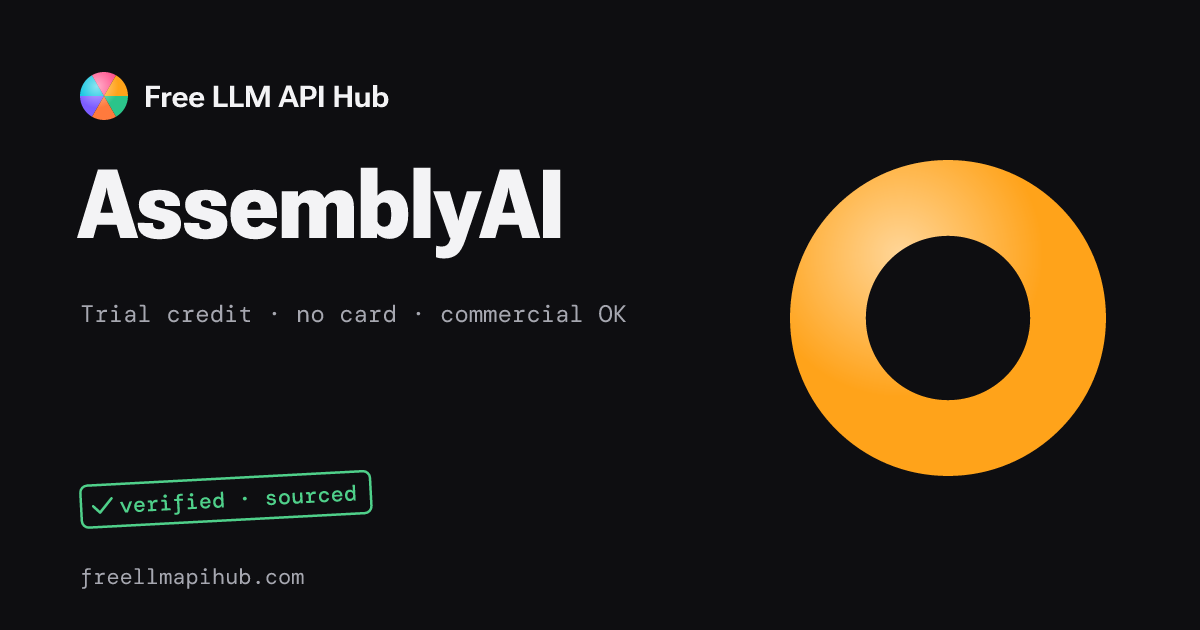 Free LLM API Hub
AssemblyAI
Trial credit · no card · commercial OK
verified · sourced
freellmapihub.com